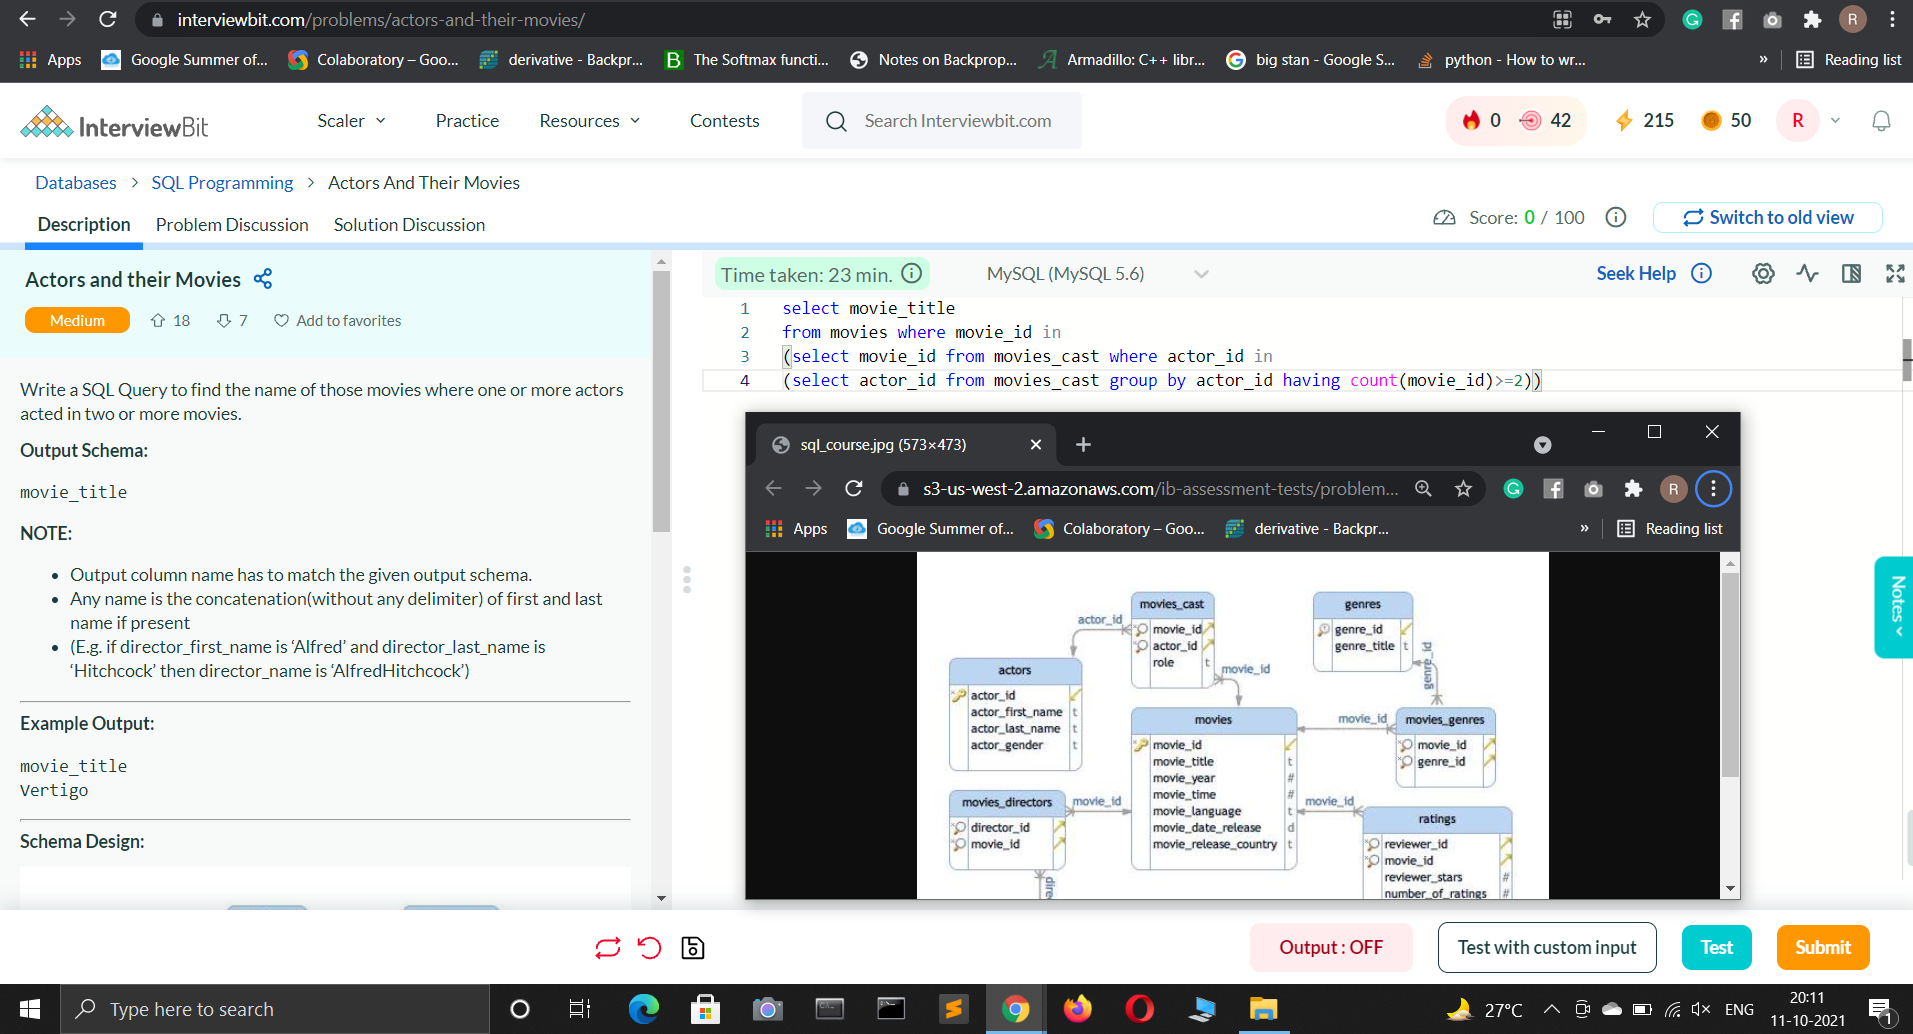 interviewbit.com/problems/actors-and-their-movies/
R
Apps
Google Summer of...
Colaboratory – Goo...
derivative - Backpr...
The Softmax functi...
Notes on Backprop...
Armadillo: C++ libr...
big stan - Google S...
python - How to wr...
»
Reading list
InterviewBit
Scaler
Practice
Resources
Contests
Search Interviewbit.com
0
42
215
50
R
Databases > SQL Programming > Actors And Their Movies
Description
Problem Discussion
Solution Discussion
Score: 0 / 100
Switch to old view
Actors and their Movies
Medium
18
7
Add to favorites
Write a SQL Query to find the name of those movies where one or more actors
acted in two or more movies.
Output Schema:
movie_title
NOTE:
• Output column name has to match the given output schema.
• Any name is the concatenation(without any delimiter) of first and last
name if present
• (E.g. if director_first_name is ‘Alfred’ and director_last_name is
‘Hitchcock’ then director_name is ‘AlfredHitchcock’)
Example Output:
movie_title
Vertigo
Schema Design:
Time taken: 23 min.
MySQL (MySQL 5.6)
Seek Help
1 select movie_title
2 from movies where movie_id in
3 (select movie_id from movies_cast where actor_id in
4 (select actor_id from movies_cast group by actor_id having count(movie_id)>=2))
sql_course.jpg (573×473)
s3-us-west-2.amazonaws.com/ib-assessment-tests/problem...
R
Apps
Google Summer of...
Colaboratory – Goo...
derivative - Backpr...
»
Reading list
movies_cast
movie_id
actor_id
role t
genres
genre_id
genre_title t
actor_id
movie_id
genre_id
actors
actor_id
actor_first_name t
actor_last_name t
actor_gender t
movies
movie_id
movie_title t
movie_year #
movie_time #
movie_language t
movie_date_release d
movie_release_country t
movie_id
movies_genres
movie_id
genre_id
movies_directors
director_id
movie_id
movie_id
dire
movie_id
ratings
reviewer_id
movie_id
reviewer_stars #
number_of_ratings #
Notes
Output : OFF
Test with custom input
Test
Submit
Type here to search
27°C
ENG
20:11
11-10-2021
1